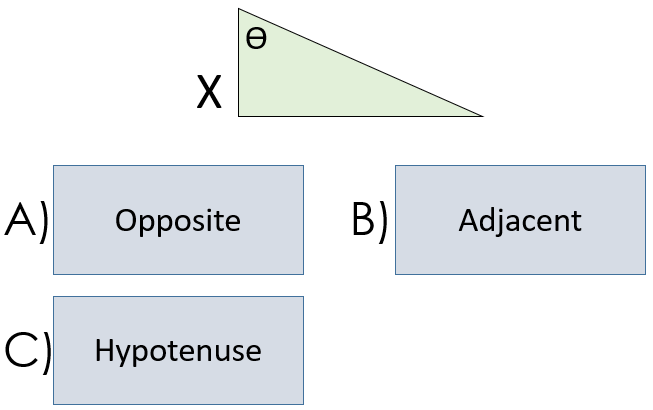 ϴ
X
A) Opposite
B) Adjacent
C) Hypotenuse